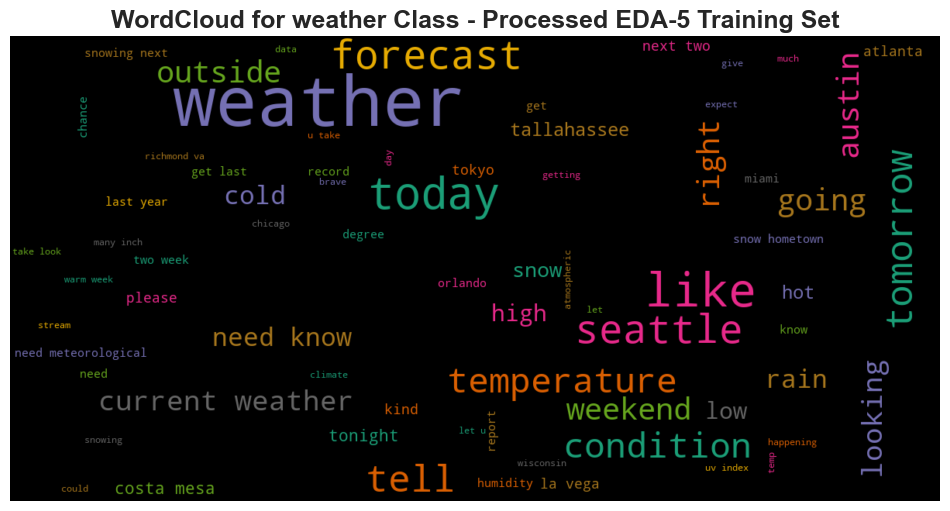 WordCloud for weather Class - Processed EDA-5 Training Set
snowing next
data
forecast
next two
atlanta
outside
give
much
weather
austin
chance
get
expect
u take
tallahassee
right
richmond va
day
get last
record
tokyo
getting
miami
tomorrow
brave
today
cold
last year
going
chicago
degree
many inch
snow hometown
take look
two week
snow
atmospheric
warm week
orlando
like
hot
please
high
let
stream
seattle
know
need know
need meteorological
need
climate
temperature
rain
looking
current weather
kind
weekend
low
report
let u
tonight
snowing
condition
happening
wisconsin
uv index
temp
tell
could
costa mesa
humidity
la vega